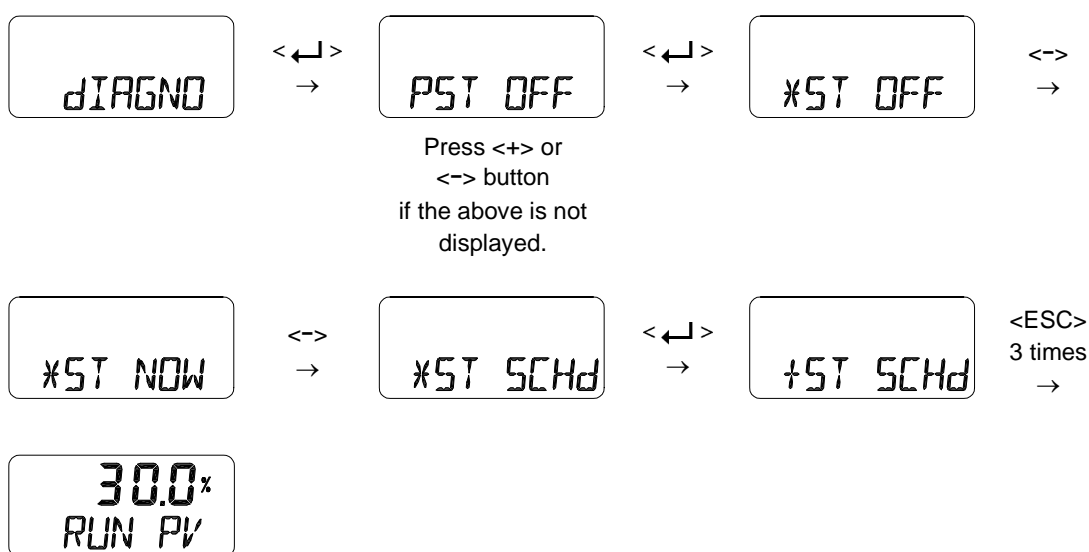 dIAGNO
< ↵ >
→
PST OFF
Press <+> or
<-> button
if the above is not
displayed.
< ↵ >
→
*ST OFF
<->
→
*ST NOW
<->
→
*ST SCHd
< ↵ >
→
+ST SCHd
<ESC>
3 times
→
30.0%
RUN PV